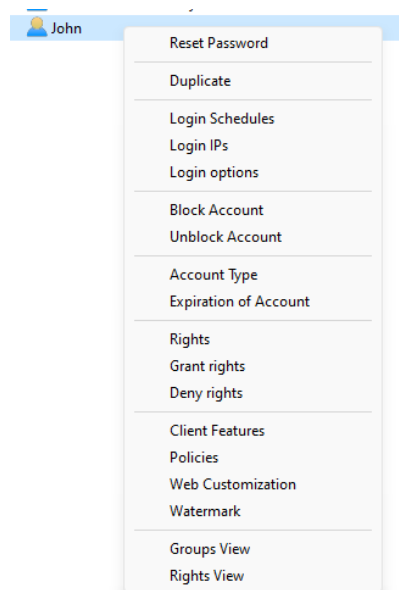 John
Reset Password
Duplicate
Login Schedules
Login IPs
Login options
Block Account
Unblock Account
Account Type
Expiration of Account
Rights
Grant rights
Deny rights
Client Features
Policies
Web Customization
Watermark
Groups View
Rights View